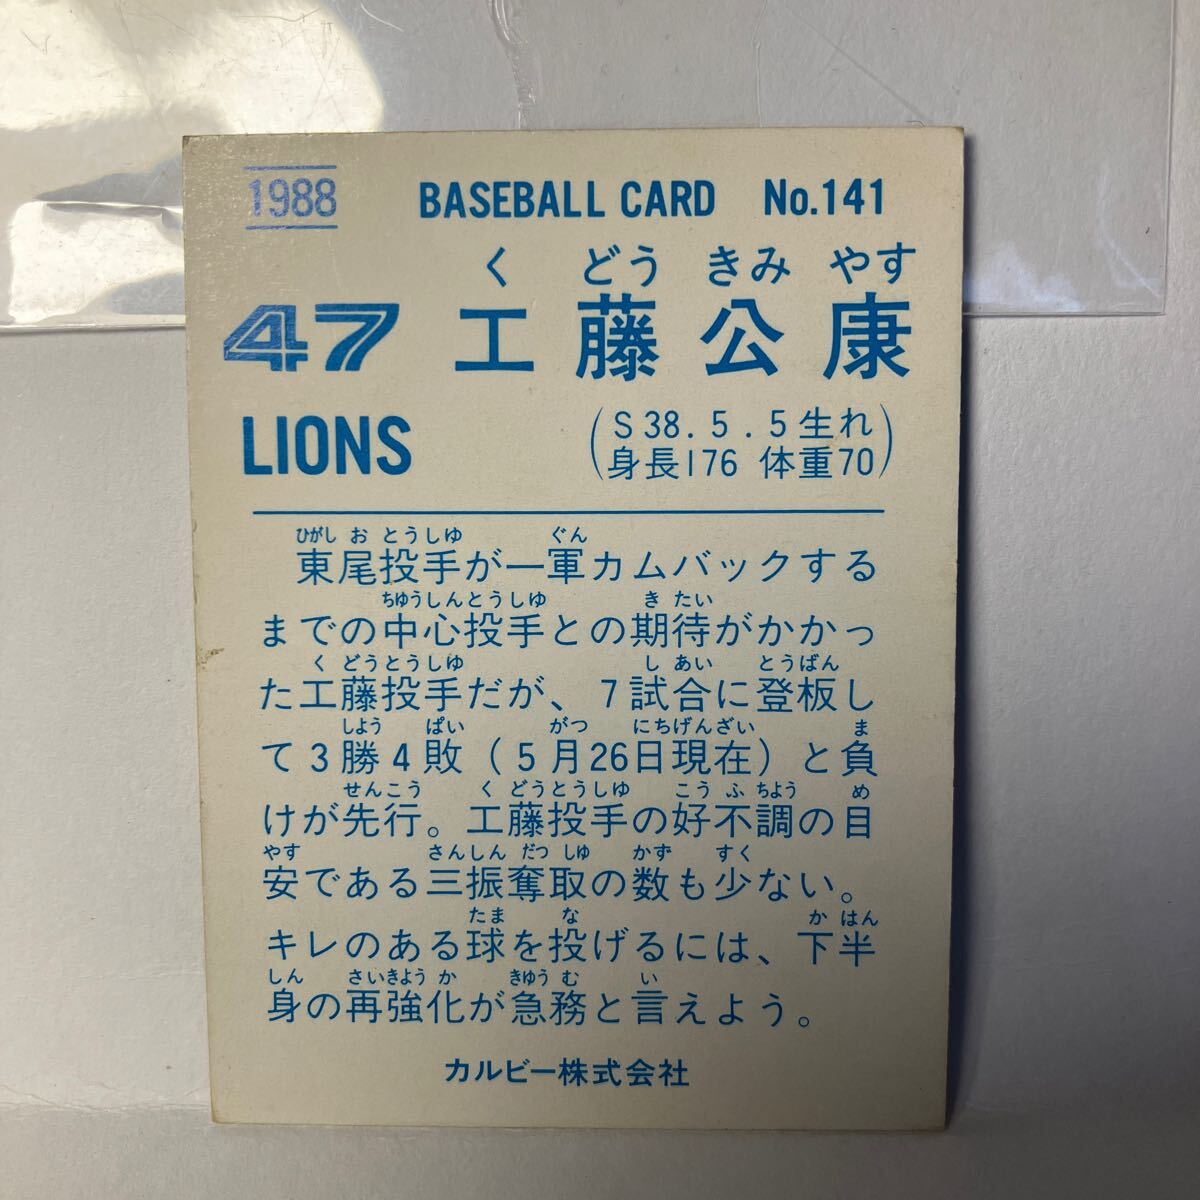 1988 BASEBALL CARD No.141
く どう きみ やす
47 工藤公康
LIONS
(S38.5.5生れ
身長176 体重70)
ひがし お とうしゆ ぐん
東尾投手が一軍カムバックする
ちゆうしんとうしゆ き たい
までの中心投手との期待がかかっ
く どうとうしゆ し あい とうばん
た工藤投手だが、7試合に登板し
しよう ぱい がつ にちげんざい ま
て3勝4敗(5月26日現在)と負
せんこう く どうとうしゆ こう ふ ちよう め
けが先行。工藤投手の好不調の目
やす さんしん だつ しゆ かず すく
安である三振奪取の数も少ない。
たま な か はん
キレのある球を投げるには、下半
しん さいきよう か きゆう む い
身の再強化が急務と言えよう。
カルビー株式会社